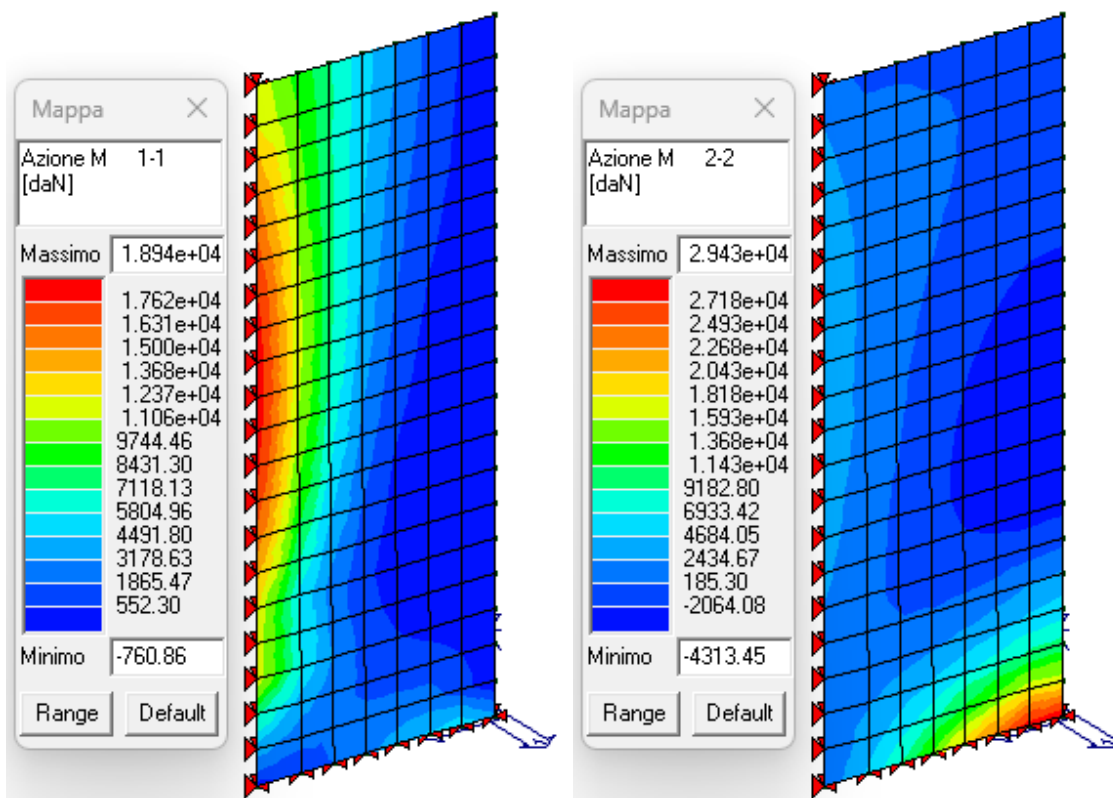 Mappa
Azione M 1-1
[daN]
Massimo 1.894e+04
1.762e+04
1.631e+04
1.500e+04
1.368e+04
1.237e+04
1.106e+04
9744.46
8431.30
7118.13
5804.96
4491.80
3178.63
1865.47
552.30
Minimo -760.86
Range Default
Mappa
Azione M 2-2
[daN]
Massimo 2.943e+04
2.718e+04
2.493e+04
2.268e+04
2.043e+04
1.818e+04
1.593e+04
1.368e+04
1.143e+04
9182.80
6933.42
4684.05
2434.67
185.30
-2064.08
Minimo -4313.45
Range Default